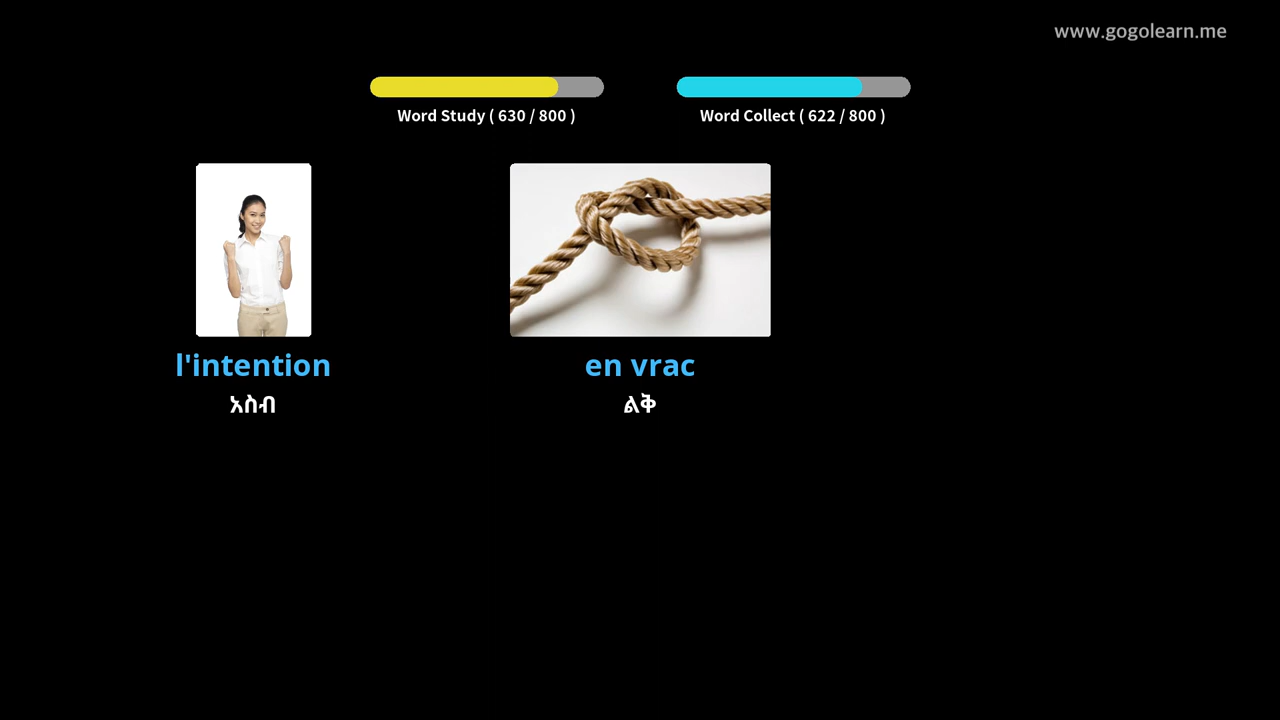 www.gogolearn.me
Word Study ( 630 / 800 )
Word Collect ( 622 / 800 )
l'intention
en vrac
አስብ
ልቅ